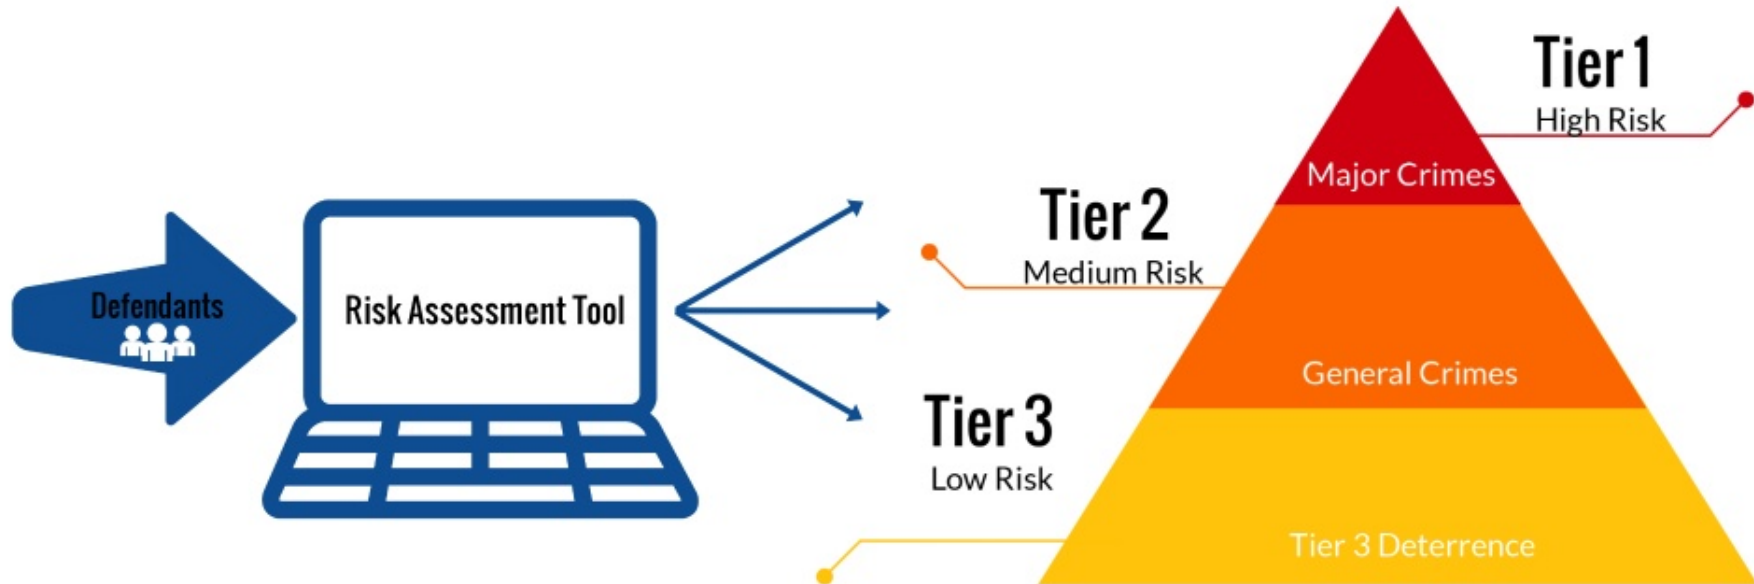 Defendants
Risk Assessment Tool
Tier 1
High Risk
Major Crimes
Tier 2
Medium Risk
General Crimes
Tier 3
Low Risk
Tier 3 Deterrence